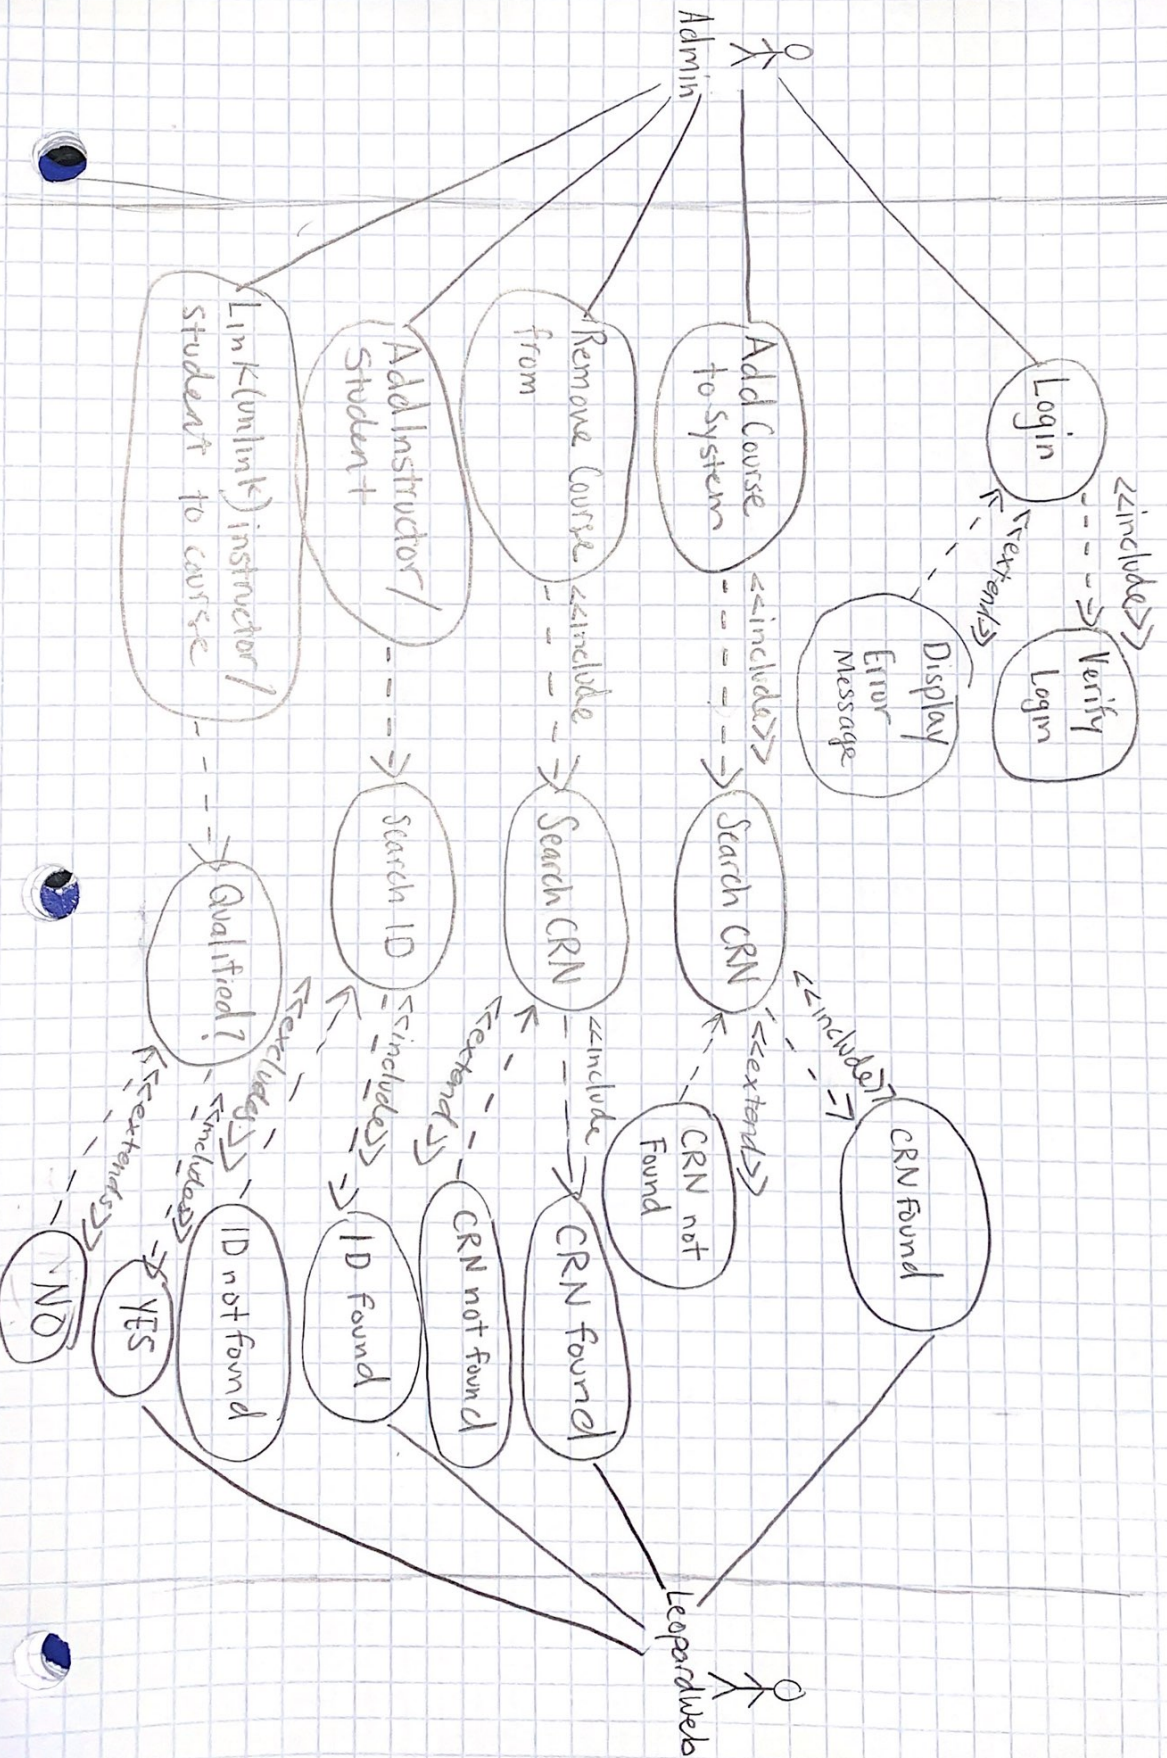 Admin
Login
<<include>>
Verify
Login
<<extend>>
Display
Error
Message
Add Course
to System
<<include>>
Search CRN
<<include>>
CRN found
<<extend>>
CRN not
Found
Remove Course
from
<<include
Search CRN
<<include
CRN found
<<extend>>
CRN not found
Add Instructor/
Student
Search ID
<<include>>
ID found
ID not found
Link(unlink) instructor/
student to course
Qualified?
<<includes>>
YES
<<extends>>
NO
LeopardWeb